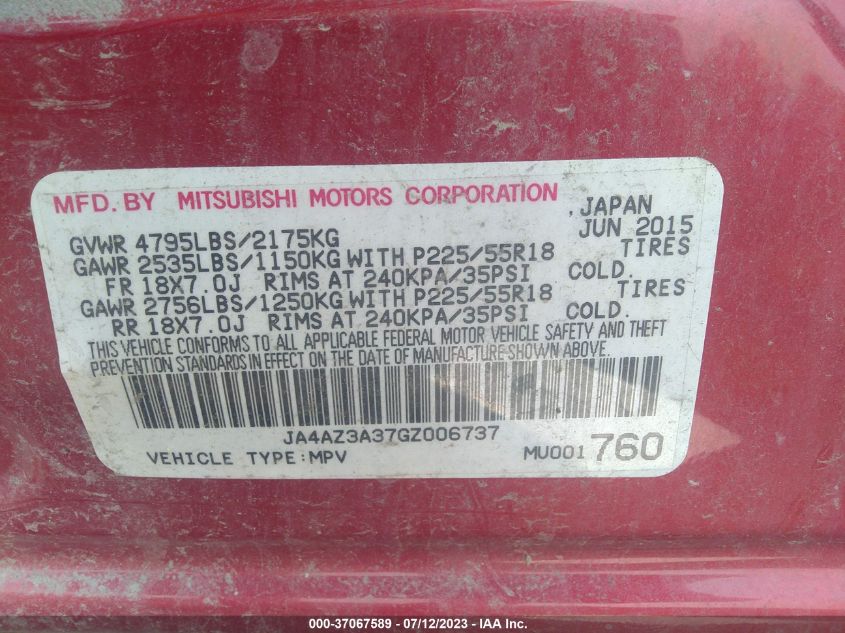 MFD. BY MITSUBISHI MOTORS CORPORATION , JAPAN
GVWR 4795LBS/2175KG JUN 2015
GAWR 2535LBS/1150KG WITH P225/55R18 TIRES
FR 18X7.0J RIMS AT 240KPA/35PSI COLD.
GAWR 2756LBS/1250KG WITH P225/55R18 TIRES
RR 18X7.0J RIMS AT 240KPA/35PSI COLD.
THIS VEHICLE CONFORMS TO ALL APPLICABLE FEDERAL MOTOR VEHICLE SAFETY AND THEFT
PREVENTION STANDARDS IN EFFECT ON THE DATE OF MANUFACTURE SHOWN ABOVE.
JA4AZ3A37GZ006737
VEHICLE TYPE:MPV MU001760
000-37067589 - 07/12/2023 - IAA Inc.